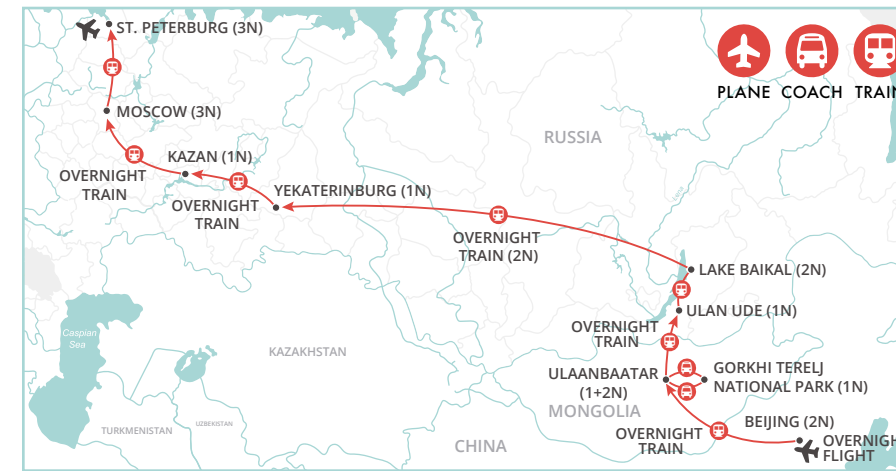 ST. PETERBURG (3N)
PLANE COACH TRAIN
MOSCOW (3N)
RUSSIA
KAZAN (1N)
OVERNIGHT
TRAIN
YEKATERINBURG (1N)
OVERNIGHT
TRAIN
OVERNIGHT
TRAIN (2N)
LAKE BAIKAL (2N)
ULAN UDE (1N)
OVERNIGHT
TRAIN
Caspian
Sea
KAZAKHSTAN
ULAANBAATAR
(1+2N)
GORKHI TERELJ
NATIONAL PARK (1N)
MONGOLIA
TURKMENISTAN
UZBEKISTAN
CHINA
OVERNIGHT
TRAIN
BEIJING (2N)
OVERNIGH
FLIGHT